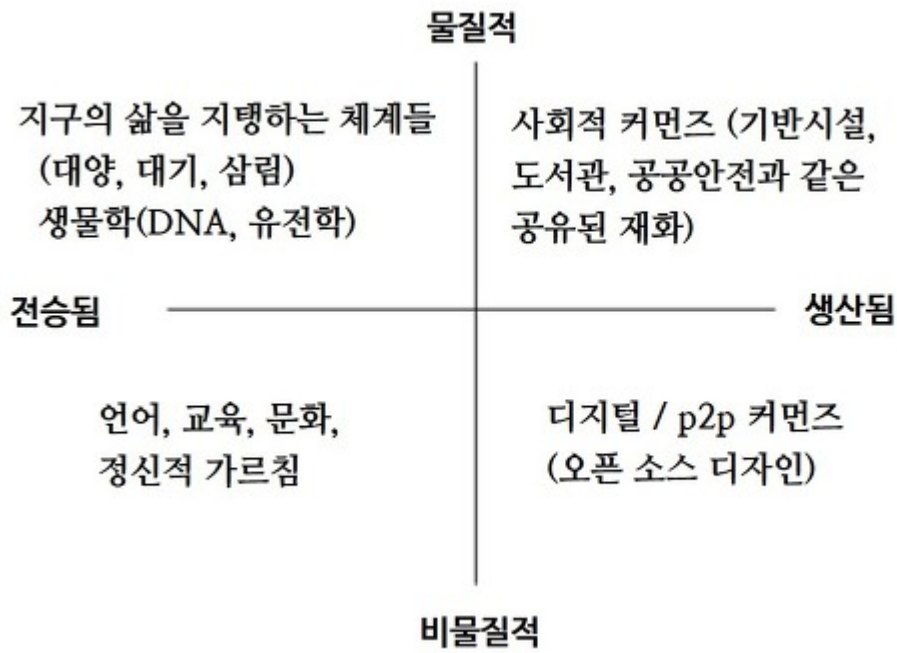 물질적
지구의 삶을 지탱하는 체계들
(대양, 대기, 삼림)
생물학(DNA, 유전학)
사회적 커먼즈 (기반시설,
도서관, 공공안전과 같은
공유된 재화)
전승됨
생산됨
언어, 교육, 문화,
정신적 가르침
디지털 / p2p 커먼즈
(오픈 소스 디자인)
비물질적